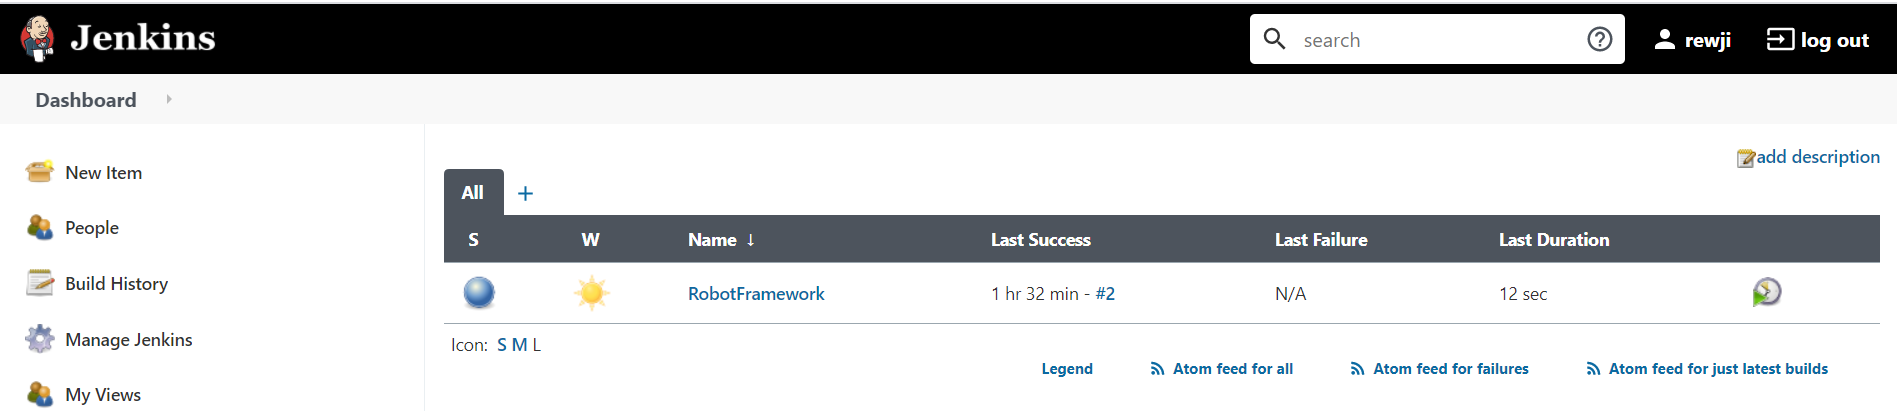 Jenkins
search
rewji
log out
Dashboard
New Item
People
Build History
Manage Jenkins
My Views
add description
All +
S W Name ↓ Last Success Last Failure Last Duration
RobotFramework 1 hr 32 min - #2 N/A 12 sec
Icon: S M L
Legend Atom feed for all Atom feed for failures Atom feed for just latest builds